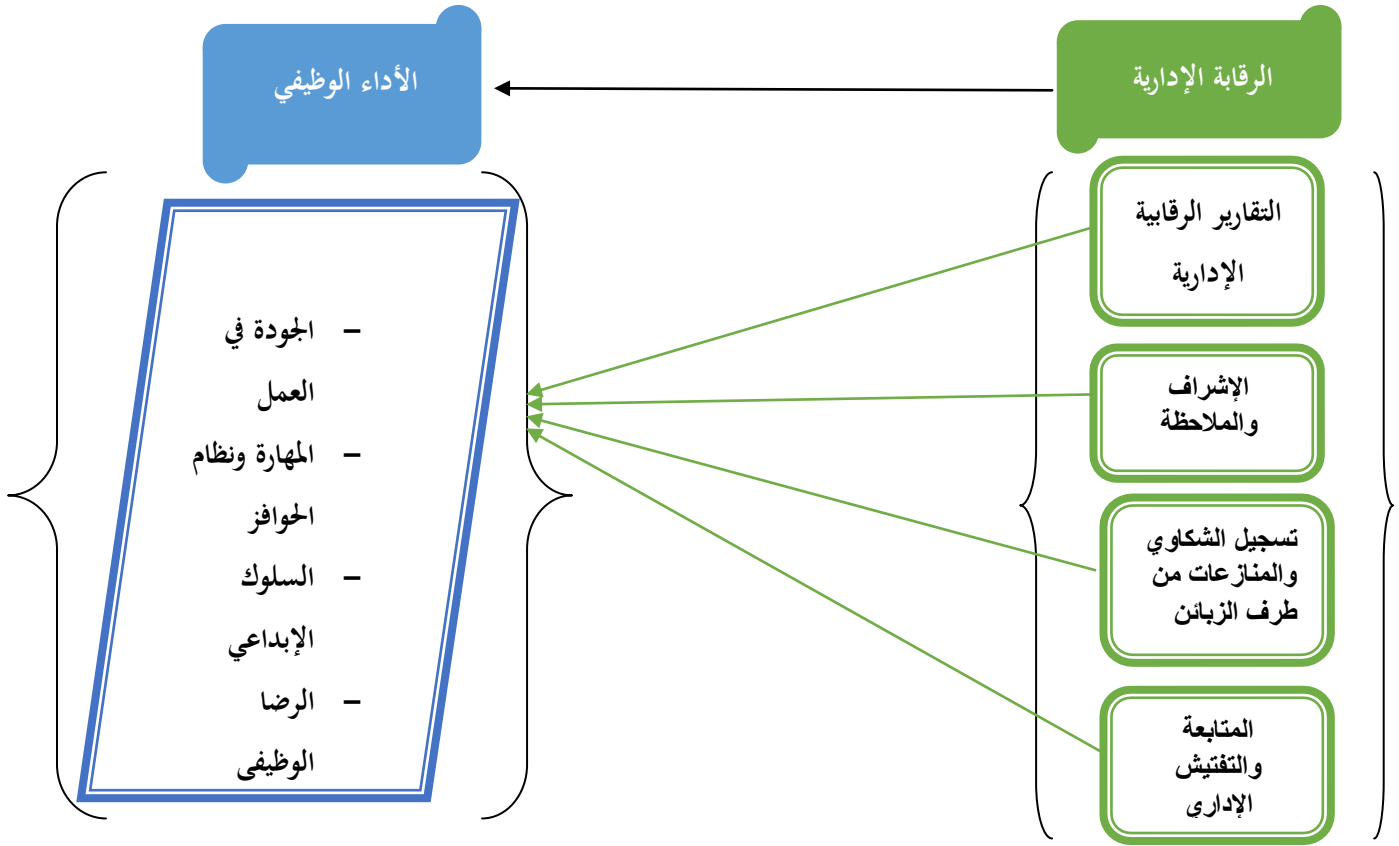 الرقابة الإدارية
الأداء الوظيفي
التقارير الرقابية
الإدارية
الإشراف
والملاحظة
تسجيل الشكاوي
والمنازعات من
طرف الزبائن
المتابعة
والتفتيش
الإداري
– الجودة في
العمل
– المهارة ونظام
الحوافز
– السلوك
الإبداعي
– الرضا
الوظيفي